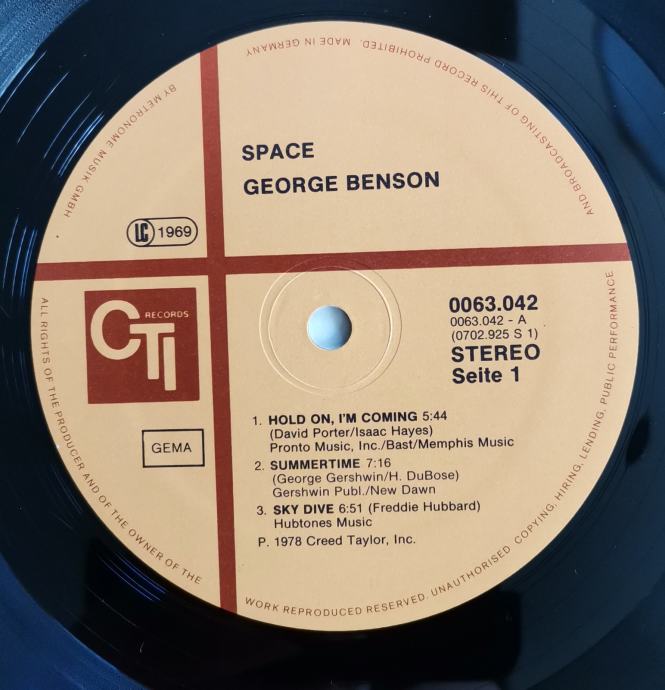 SPACE
GEORGE BENSON
LC 1969
CTI RECORDS
GEMA
0063.042
0063.042 - A
(0702.925 S 1)
STEREO
Seite 1
1. HOLD ON, I'M COMING 5:44
(David Porter/Isaac Hayes)
Pronto Music, Inc./Bast/Memphis Music
2. SUMMERTIME 7:16
(George Gershwin/H. DuBose)
Gershwin Publ./New Dawn
3. SKY DIVE 6:51 (Freddie Hubbard)
Hubtones Music
P. 1978 Creed Taylor, Inc.
ALL RIGHTS OF THE PRODUCER AND OF THE OWNER OF THE WORK REPRODUCED RESERVED. UNAUTHORISED COPYING, HIRING, LENDING, PUBLIC PERFORMANCE AND BROADCASTING OF THIS RECORD PROHIBITED. MADE IN GERMANY BY METRONOME MUSIK GMBH